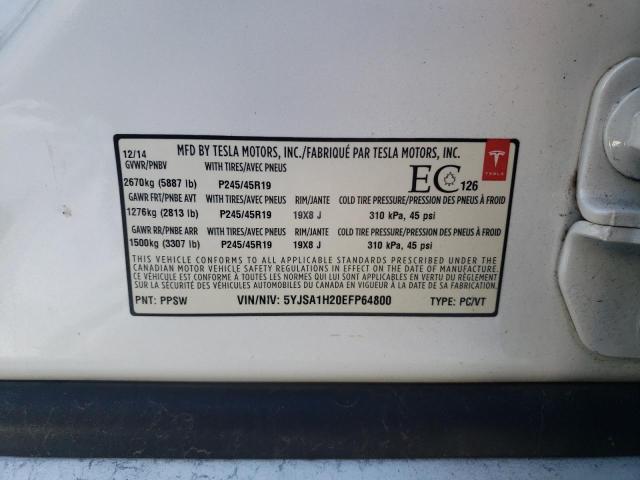 MFD BY TESLA MOTORS, INC./FABRIQUÉ PAR TESLA MOTORS, INC.
12/14
GVWR/PNBV WITH TIRES/AVEC PNEUS
2670kg (5887 lb) P245/45R19
EC 126
TESLA
GAWR FRT/PNBE AVT WITH TIRES/AVEC PNEUS RIM/JANTE COLD TIRE PRESSURE/PRESSION DES PNEUS À FROID
1276kg (2813 lb) P245/45R19 19X8 J 310 kPa, 45 psi
GAWR RR/PNBE ARR WITH TIRES/AVEC PNEUS RIM/JANTE COLD TIRE PRESSURE/PRESSION DES PNEUS À FROID
1500kg (3307 lb) P245/45R19 19X8 J 310 kPa, 45 psi
THIS VEHICLE CONFORMS TO ALL APPLICABLE STANDARDS PRESCRIBED UNDER THE
CANADIAN MOTOR VEHICLE SAFETY REGULATIONS IN EFFECT ON THE DATE OF MANUFACTURE
CE VÉHICULE EST CONFORME À TOUTES LES NORMES QUI LUI SONT APPLICABLES EN VERTU DU RÈGLEMENT
SUR LA SÉCURITÉ DES VÉHICULES AUTOMOBILES DU CANADA EN VIGUEUR À LA DATE DE SA FABRICATION
PNT: PPSW VIN/NIV: 5YJSA1H20EFP64800 TYPE: PC/VT